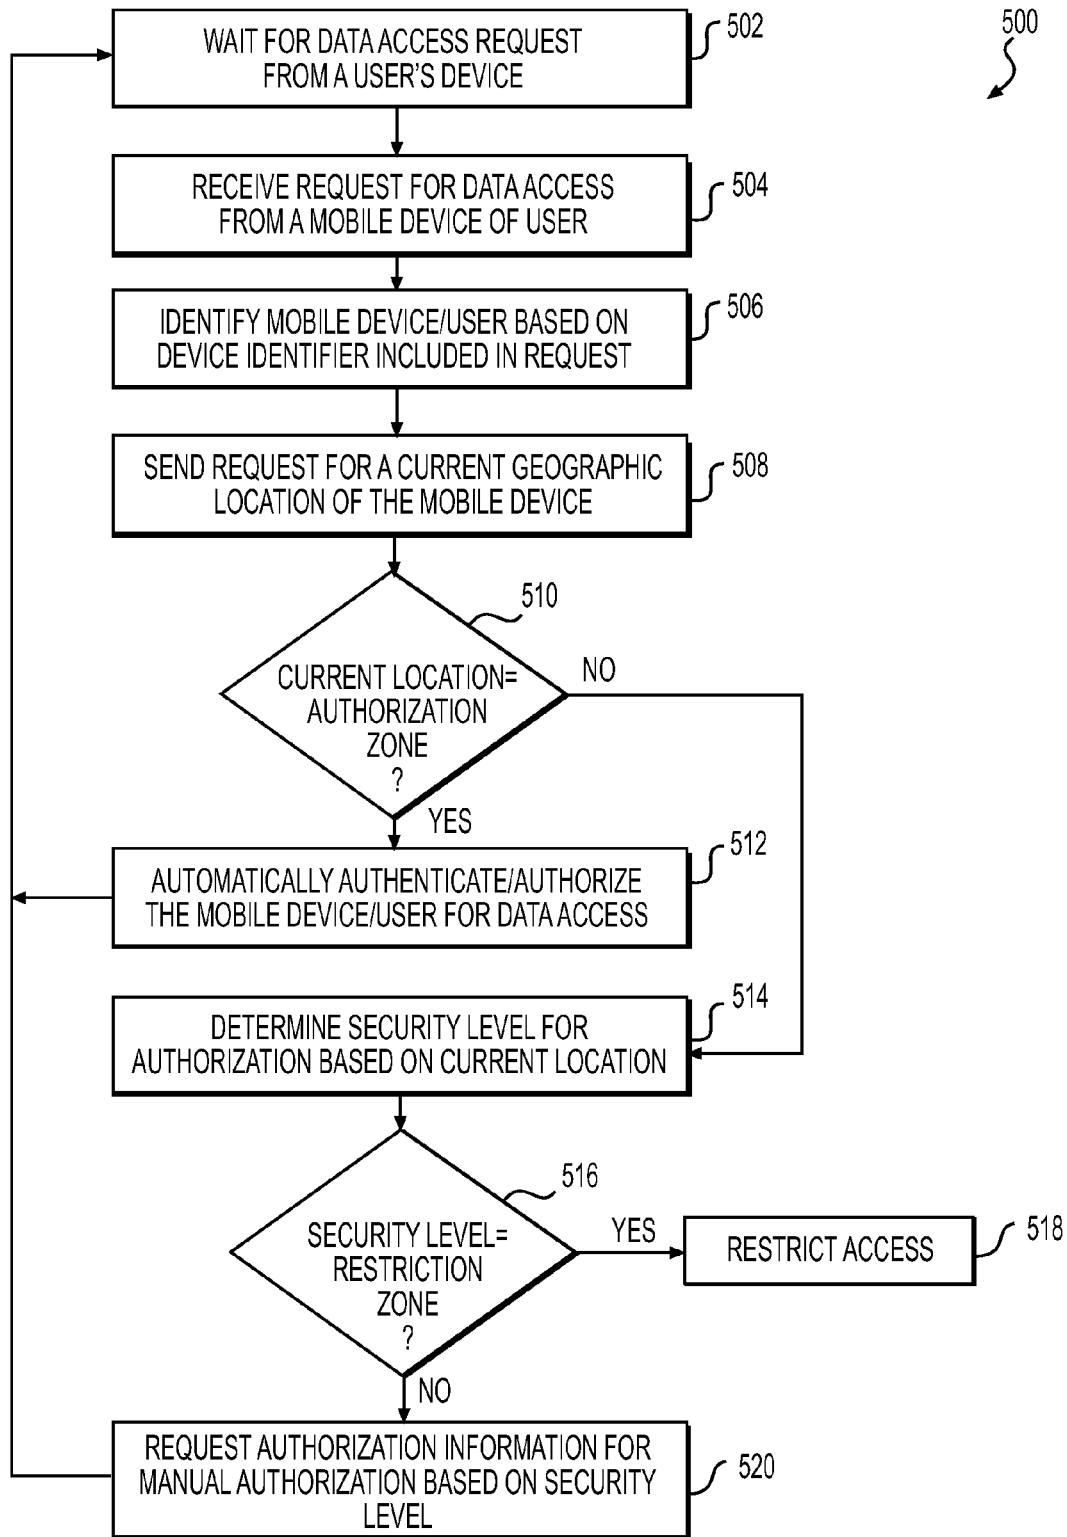 WAIT FOR DATA ACCESS REQUEST
FROM A USER'S DEVICE
502
500
RECEIVE REQUEST FOR DATA ACCESS
FROM A MOBILE DEVICE OF USER
504
IDENTIFY MOBILE DEVICE/USER BASED ON
DEVICE IDENTIFIER INCLUDED IN REQUEST
506
SEND REQUEST FOR A CURRENT GEOGRAPHIC
LOCATION OF THE MOBILE DEVICE
508
510
CURRENT LOCATION=
AUTHORIZATION
ZONE
?
NO
YES
AUTOMATICALLY AUTHENTICATE/AUTHORIZE
THE MOBILE DEVICE/USER FOR DATA ACCESS
512
DETERMINE SECURITY LEVEL FOR
AUTHORIZATION BASED ON CURRENT LOCATION
514
516
SECURITY LEVEL=
RESTRICTION
ZONE
?
YES
RESTRICT ACCESS
518
NO
REQUEST AUTHORIZATION INFORMATION FOR
MANUAL AUTHORIZATION BASED ON SECURITY
LEVEL
520